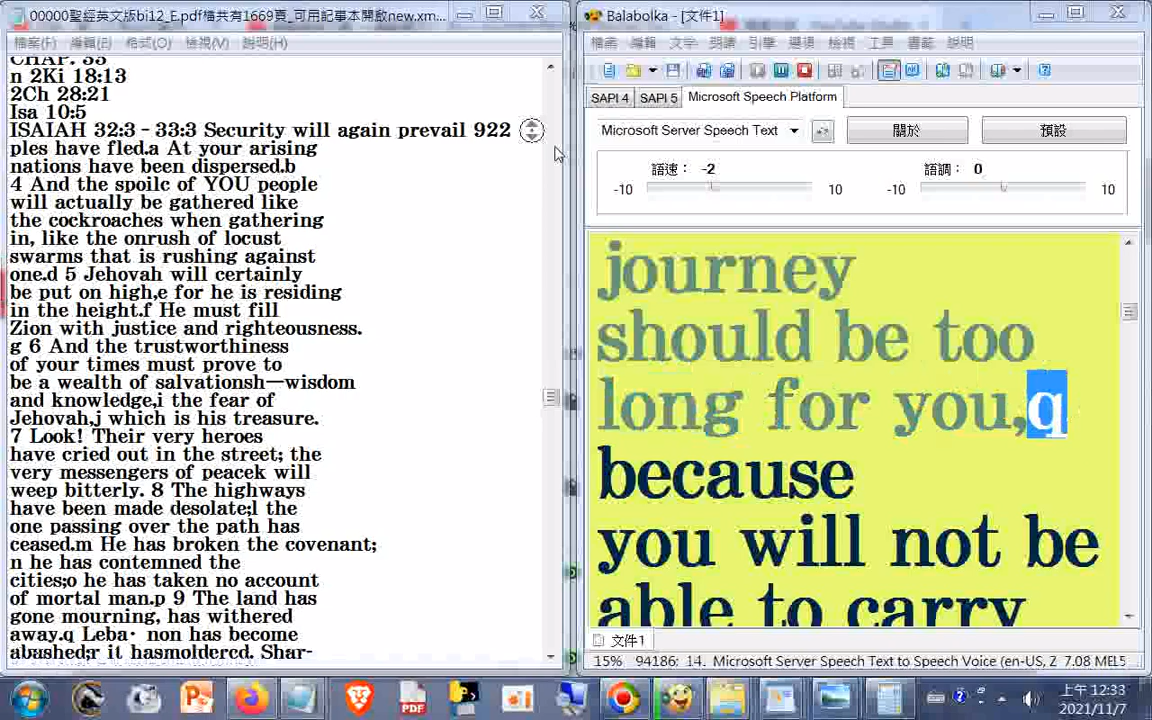 00000聖經英文版bi12_E.pdf檔共有1669頁_可用記事本開啟new.xm...
檔案(F) 編輯(E) 格式(O) 檢視(V) 說明(H)
CHAP. 33
n 2Ki 18:13
2Ch 28:21
Isa 10:5
ISAIAH 32:3-33:3 Security will again prevail 922
ples have fled.a At your arising
nations have been dispersed.b
4 And the spoilc of YOU people
will actually be gathered like
the cockroaches when gathering
in, like the onrush of locust
swarms that is rushing against
one.d 5 Jehovah will certainly
be put on high,e for he is residing
in the height.f He must fill
Zion with justice and righteousness.
g 6 And the trustworthiness
of your times must prove to
be a wealth of salvationsh—wisdom
and knowledge,i the fear of
Jehovah,j which is his treasure.
7 Look! Their very heroes
have cried out in the street; the
very messengers of peacek will
weep bitterly. 8 The highways
have been made desolate;l the
one passing over the path has
ceased.m He has broken the covenant;
n he has contemned the
cities;o he has taken no account
of mortal man.p 9 The land has
gone mourning, has withered
away.q Leba· non has become
abashed;r it hasmoldercd. Shar-
Balabolka - [文件1]
檔案 編輯 文字 朗讀 引擎 選項 檢視 工具 書籤 說明
SAPI 4 SAPI 5 Microsoft Speech Platform
Microsoft Server Speech Text 關於 預設
語速： -2 語調： 0
-10 10 -10 10
journey
should be too
long for you,q
because
you will not be
able to carry
文件1
15% 94186: 14. Microsoft Server Speech Text to Speech Voice (en-US, Z 7.08 MB
PDF
上午 12:33
2021/11/7